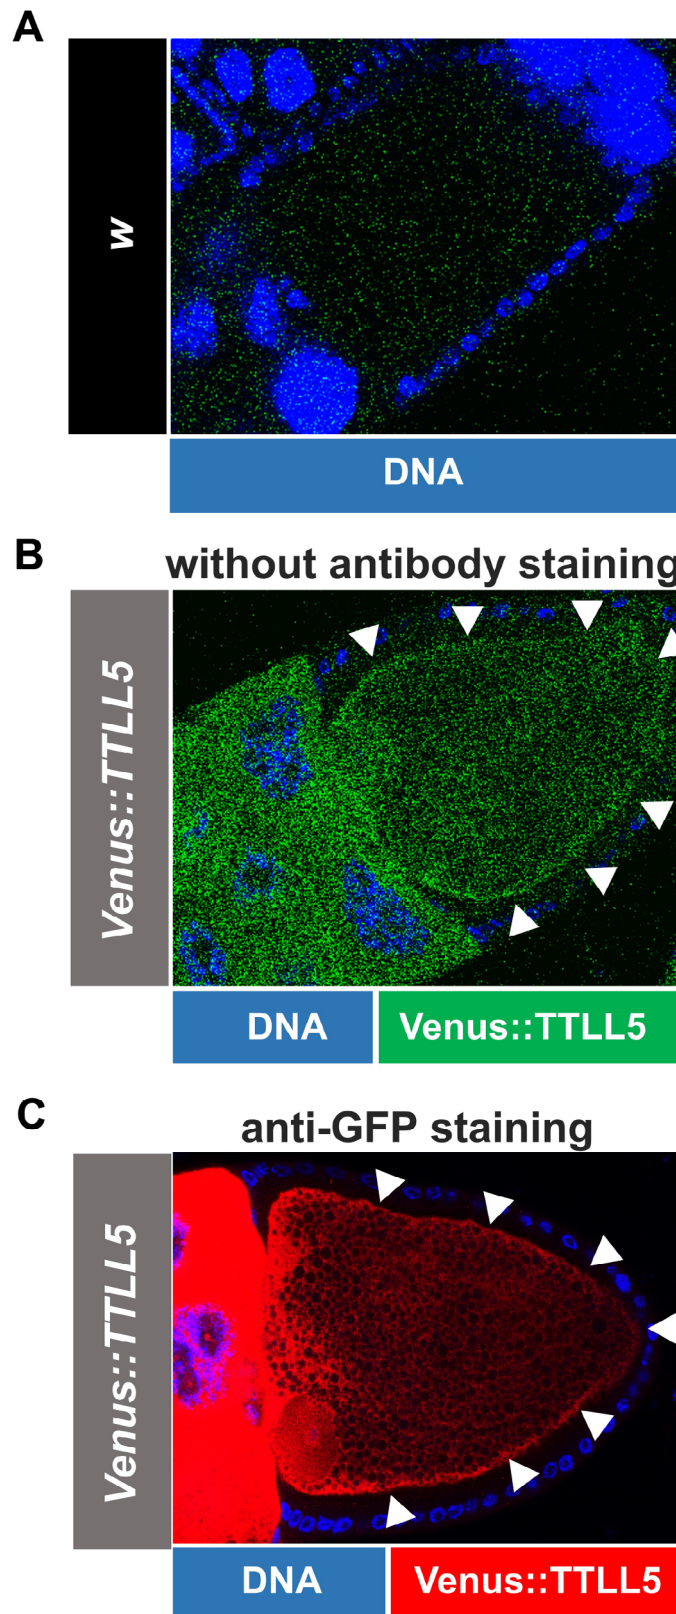 A
w
DNA
B
without antibody staining
Venus::TTLL5
DNA
Venus::TTLL5
C
anti-GFP staining
Venus::TTLL5
DNA
Venus::TTLL5